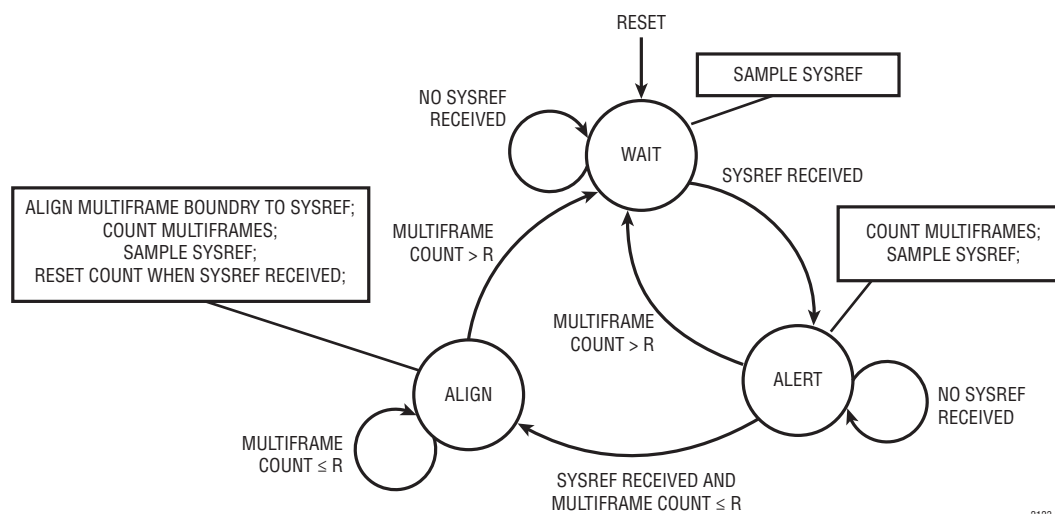 RESET
SAMPLE SYSREF
NO SYSREF
RECEIVED
WAIT
SYSREF RECEIVED
ALIGN MULTIFRAME BOUNDRY TO SYSREF;
COUNT MULTIFRAMES;
SAMPLE SYSREF;
RESET COUNT WHEN SYSREF RECEIVED;
MULTIFRAME
COUNT > R
COUNT MULTIFRAMES;
SAMPLE SYSREF;
MULTIFRAME
COUNT > R
ALIGN
ALERT
NO SYSREF
RECEIVED
MULTIFRAME
COUNT ≤ R
SYSREF RECEIVED AND
MULTIFRAME COUNT ≤ R